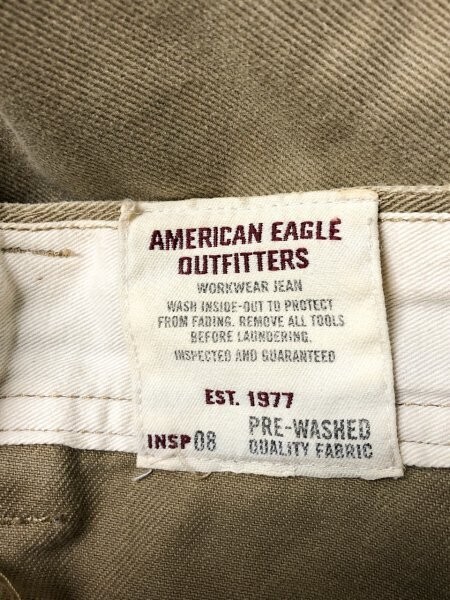 AMERICAN EAGLE
OUTFITTERS
WORKWEAR JEAN
WASH INSIDE-OUT TO PROTECT
FROM FADING. REMOVE ALL TOOLS
BEFORE LAUNDERING.
INSPECTED AND GUARANTEED
EST. 1977
INSP 08 PRE-WASHED
QUALITY FABRIC